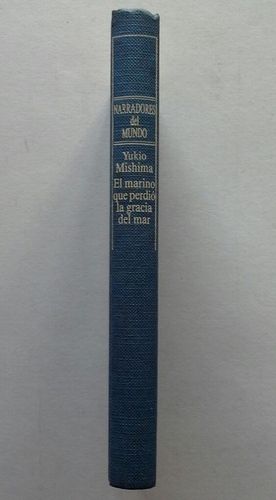 NARRADORES
del
MUNDO
Yukio
Mishima
El marino
que perdió
la gracia
del mar